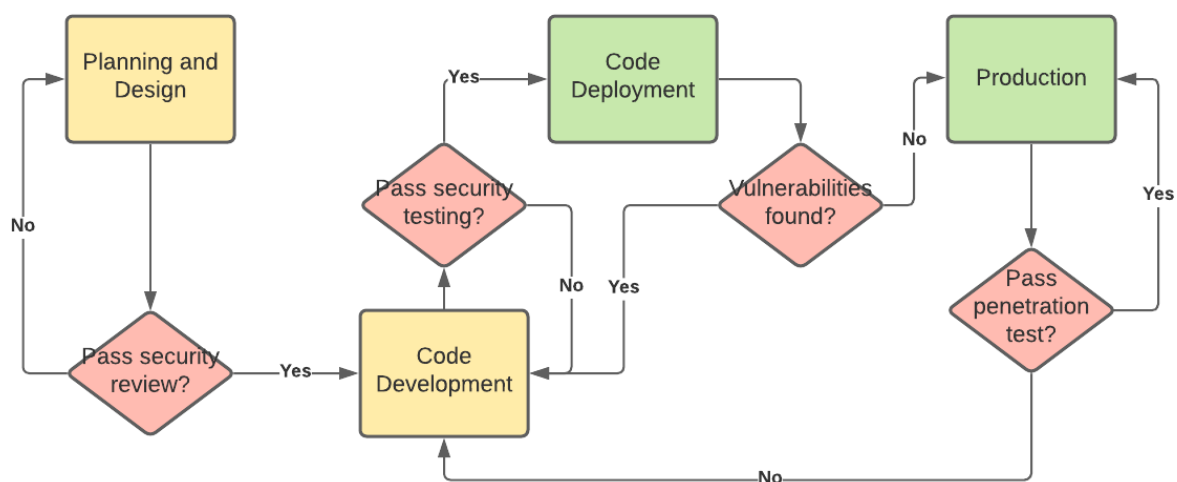 Planning and
Design
No
Pass security
review?
Yes
Code
Development
Pass security
testing?
Yes
No
Code
Deployment
Vulnerabilities
found?
Yes
No
Production
Pass
penetration
test?
Yes
No